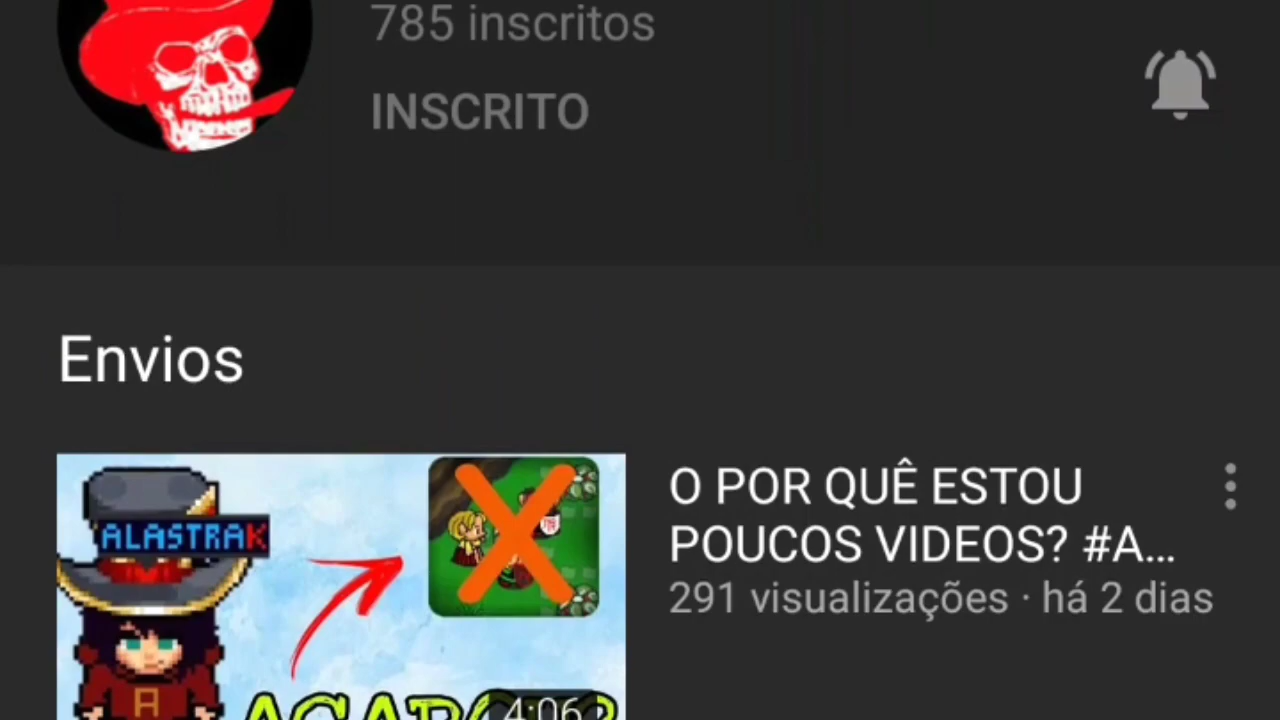 785 inscritos
INSCRITO
Envios
ALASTRAK
O POR QUÊ ESTOU
POUCOS VIDEOS? #A...
291 visualizações · há 2 dias
4:06